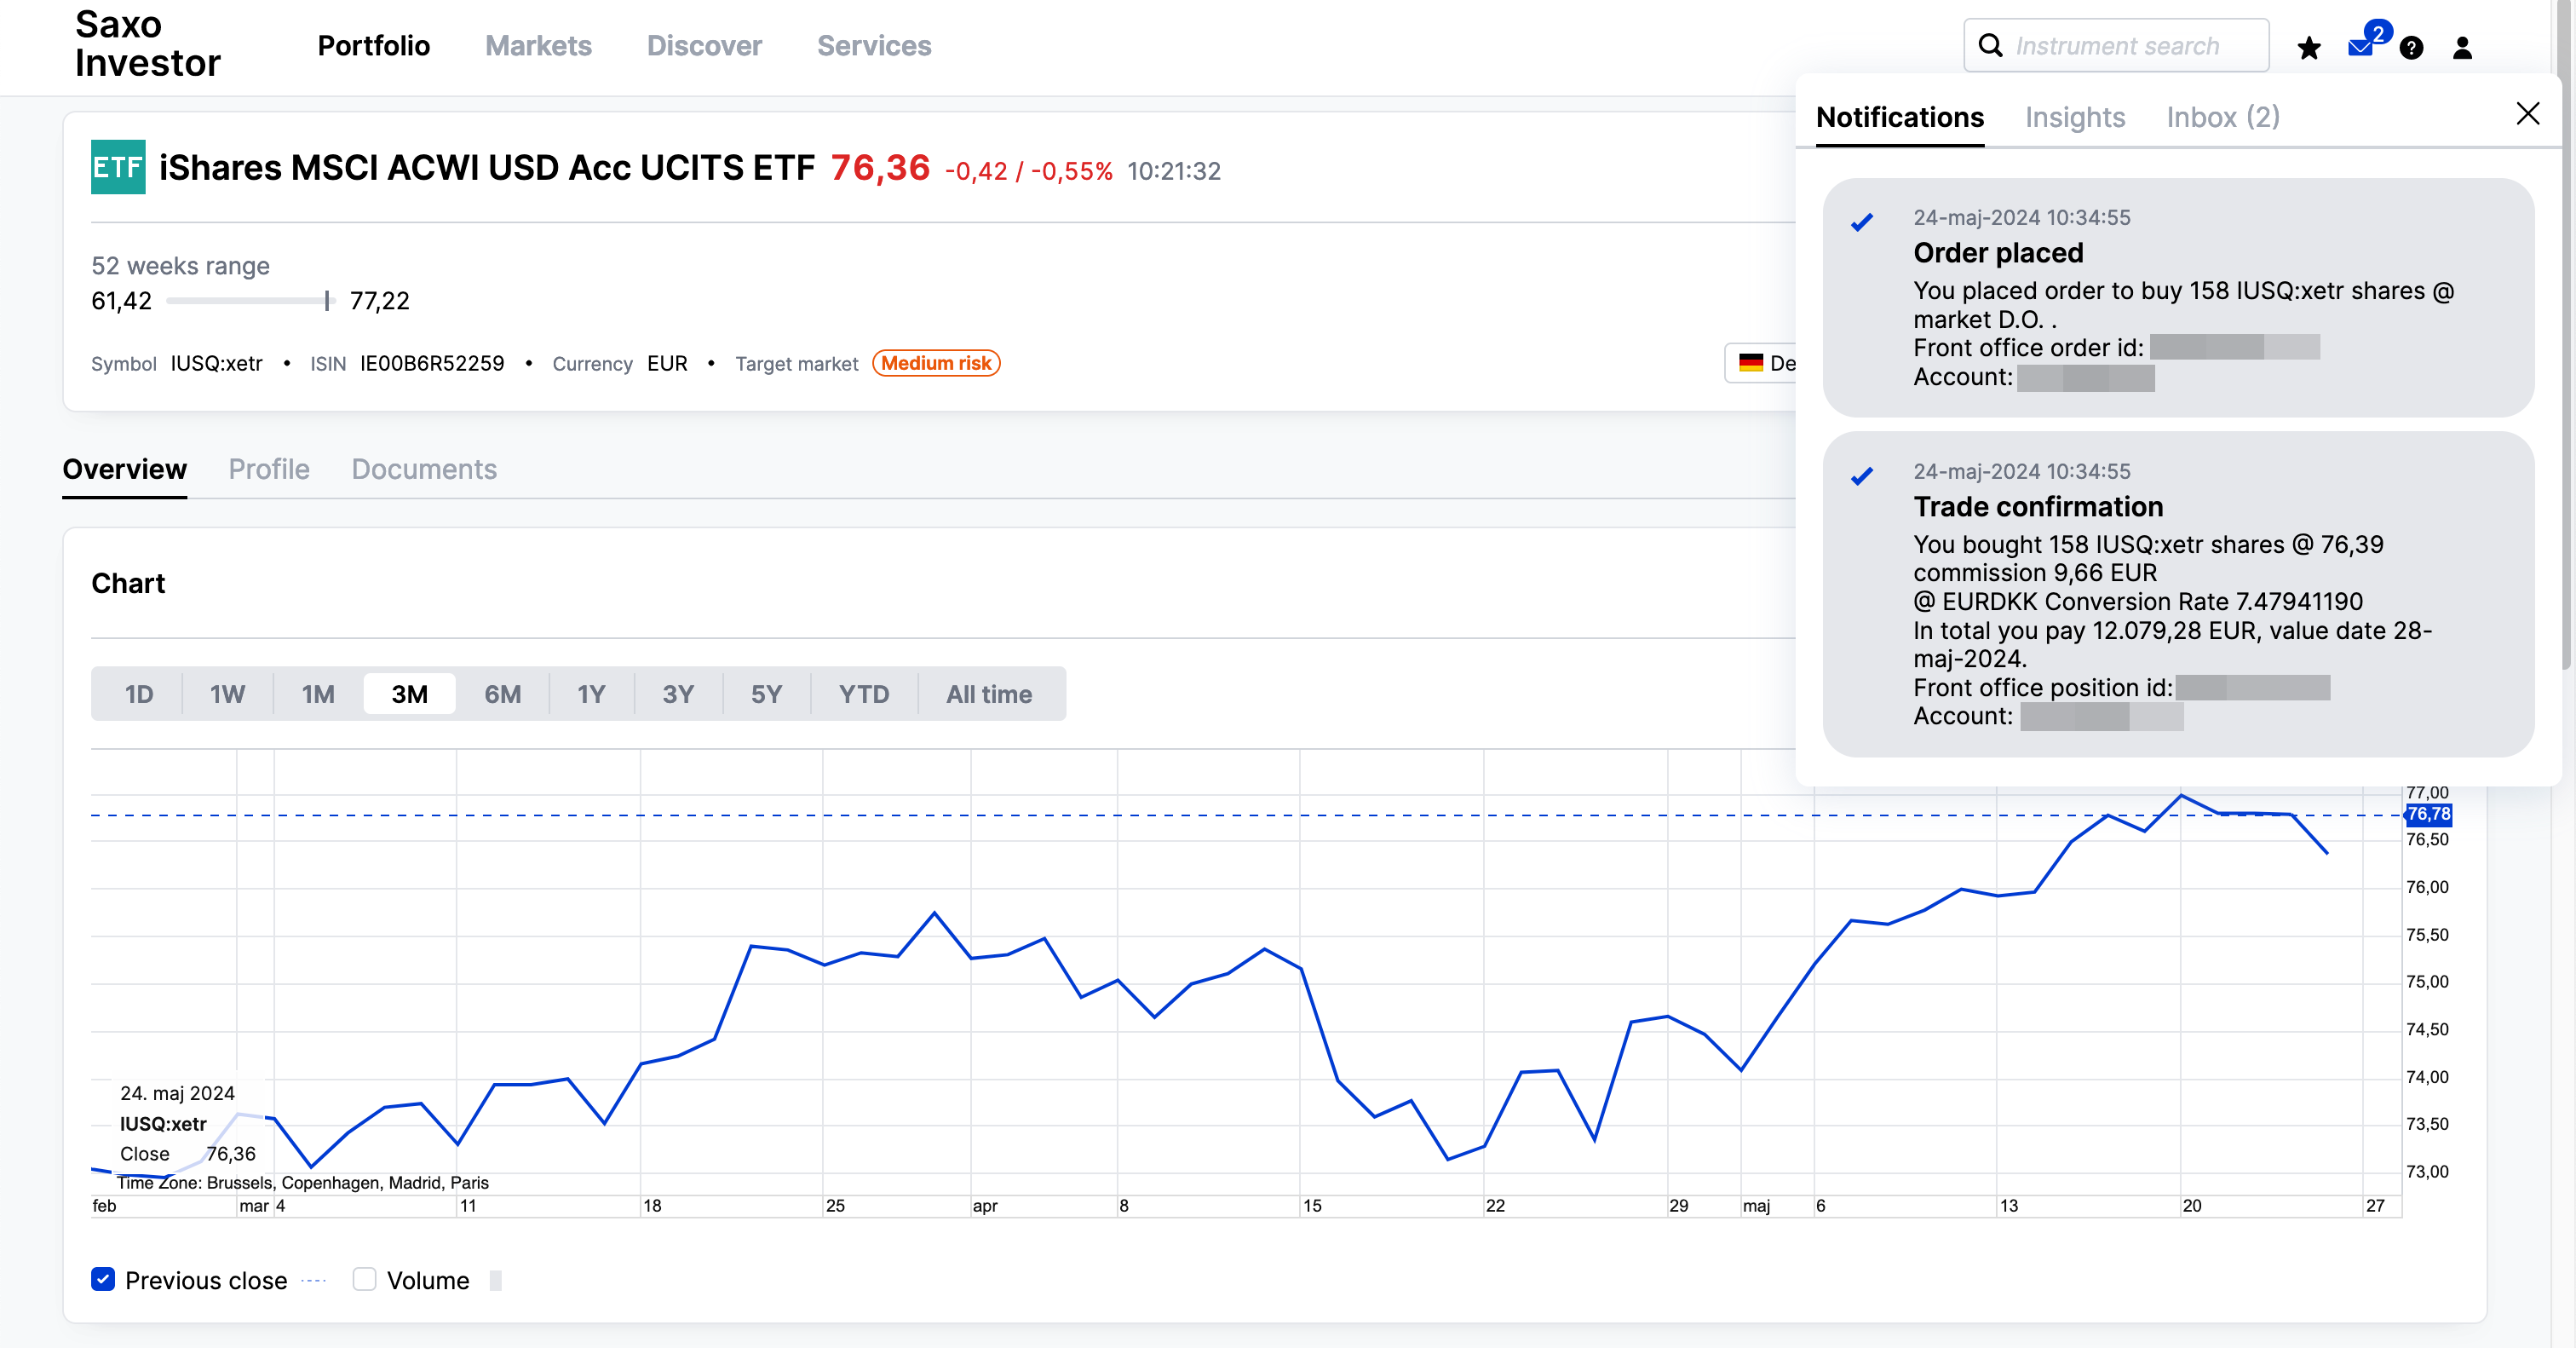 Saxo
Investor
Portfolio
Markets
Discover
Services
Instrument search
2
Notifications
Insights
Inbox (2)
ETF
iShares MSCI ACWI USD Acc UCITS ETF 76,36 -0,42 / -0,55% 10:21:32
52 weeks range
61,42
77,22
Symbol IUSQ:xetr • ISIN IE00B6R52259 • Currency EUR • Target market Medium risk
De
24-maj-2024 10:34:55
Order placed
You placed order to buy 158 IUSQ:xetr shares @
market D.O. .
Front office order id:
Account:
24-maj-2024 10:34:55
Trade confirmation
You bought 158 IUSQ:xetr shares @ 76,39
commission 9,66 EUR
@ EURDKK Conversion Rate 7.47941190
In total you pay 12.079,28 EUR, value date 28-
maj-2024.
Front office position id:
Account:
Overview
Profile
Documents
Chart
1D
1W
1M
3M
6M
1Y
3Y
5Y
YTD
All time
77,00
76,78
76,50
76,00
75,50
75,00
74,50
74,00
73,50
73,00
24. maj 2024
IUSQ:xetr
Close 76,36
Time Zone: Brussels, Copenhagen, Madrid, Paris
feb
mar
4
11
18
25
apr
8
15
22
29
maj
6
13
20
27
Previous close
Volume